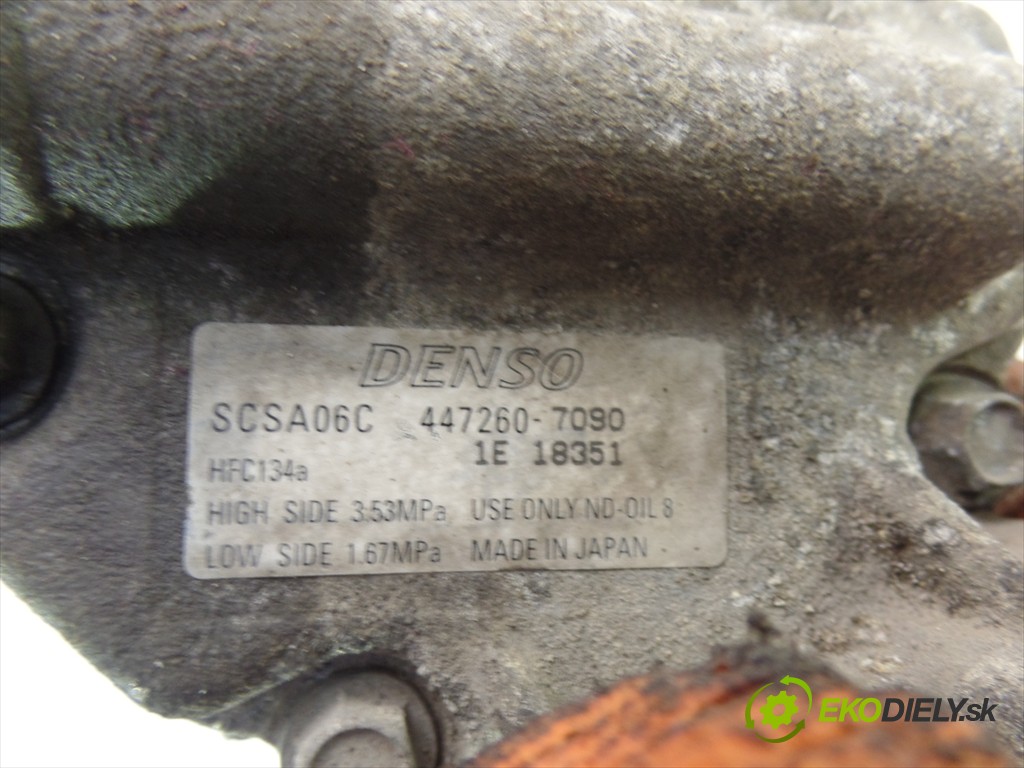 DENSO
SCSA06C 447260-7090
1E 18351
HFC134a
HIGH SIDE 3.53MPa USE ONLY ND-OIL 8
LOW SIDE 1.67MPa MADE IN JAPAN
EKODIELY.sk